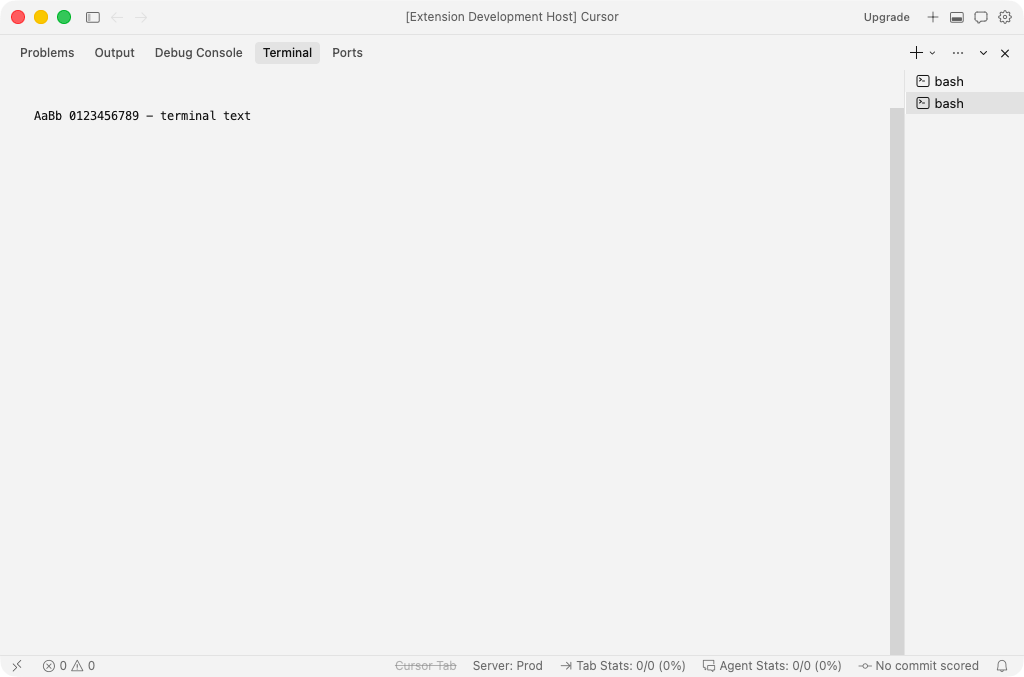 [Extension Development Host] Cursor
Upgrade
Problems Output Debug Console Terminal Ports
bash
bash
AaBb 0123456789 – terminal text
0 0 Cursor Tab Server: Prod Tab Stats: 0/0 (0%) Agent Stats: 0/0 (0%) No commit scored